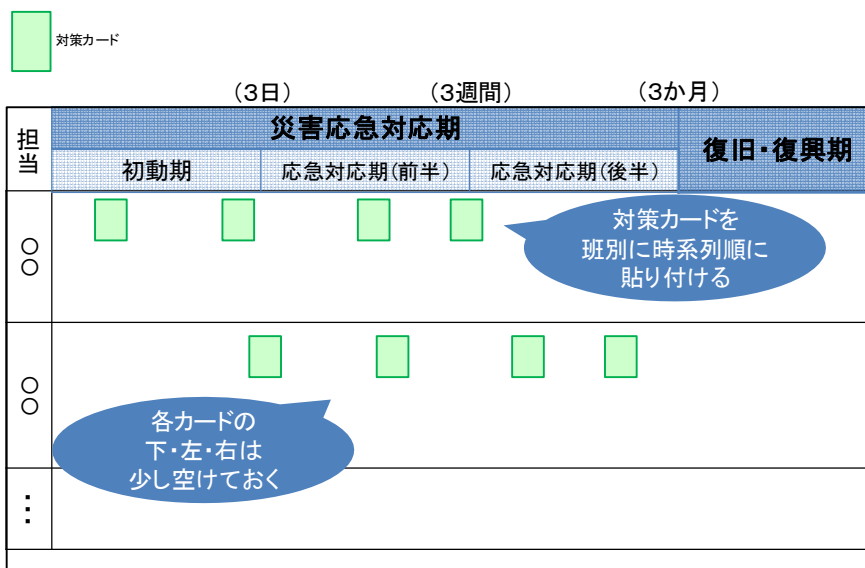 対策カード
（3日）
（3週間）
（3か月）
担当
災害応急対応期
復旧・復興期
初動期
応急対応期(前半)
応急対応期(後半)
○○
対策カードを
班別に時系列順に
貼り付ける
○○
各カードの
下・左・右は
少し空けておく
⋮